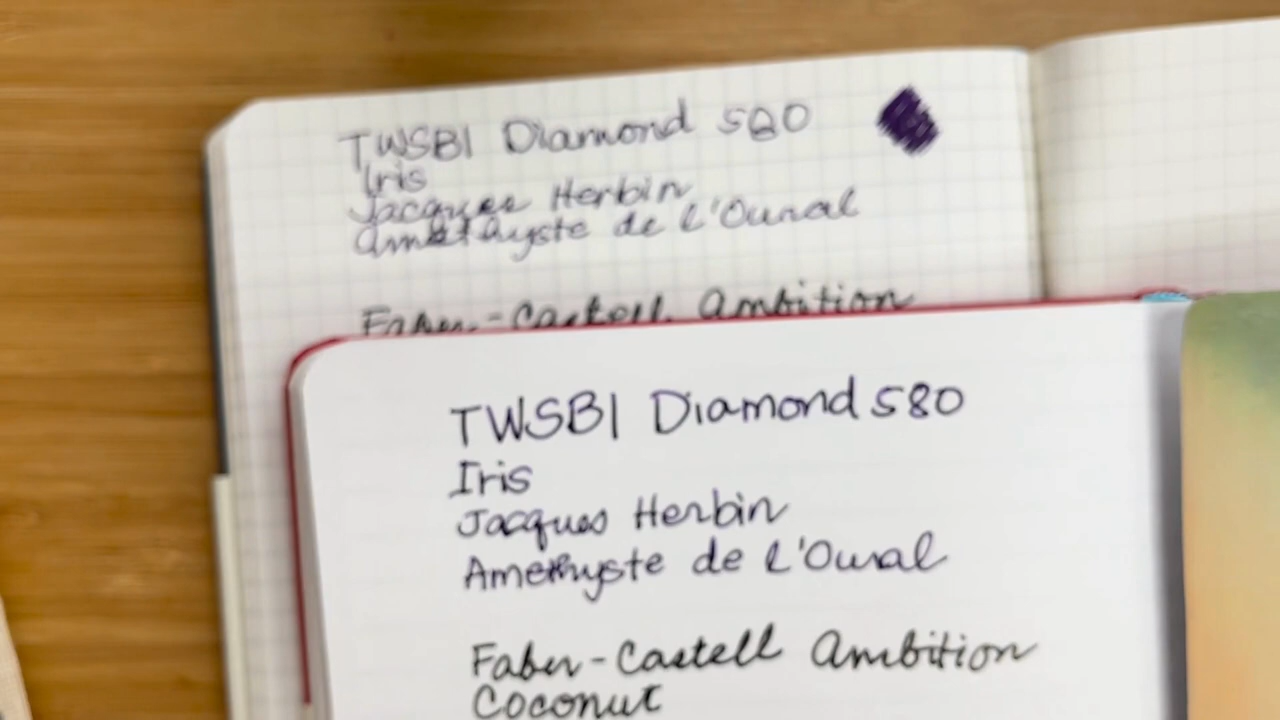 TWSBI Diamond 580
Iris
Jacques Herbin
Améthyste de l'Oural
Faber-Castell Ambition
TWSBI Diamond 580
Iris
Jacques Herbin
Amethyste de l'Oural
Faber-Castell Ambition
Coconut